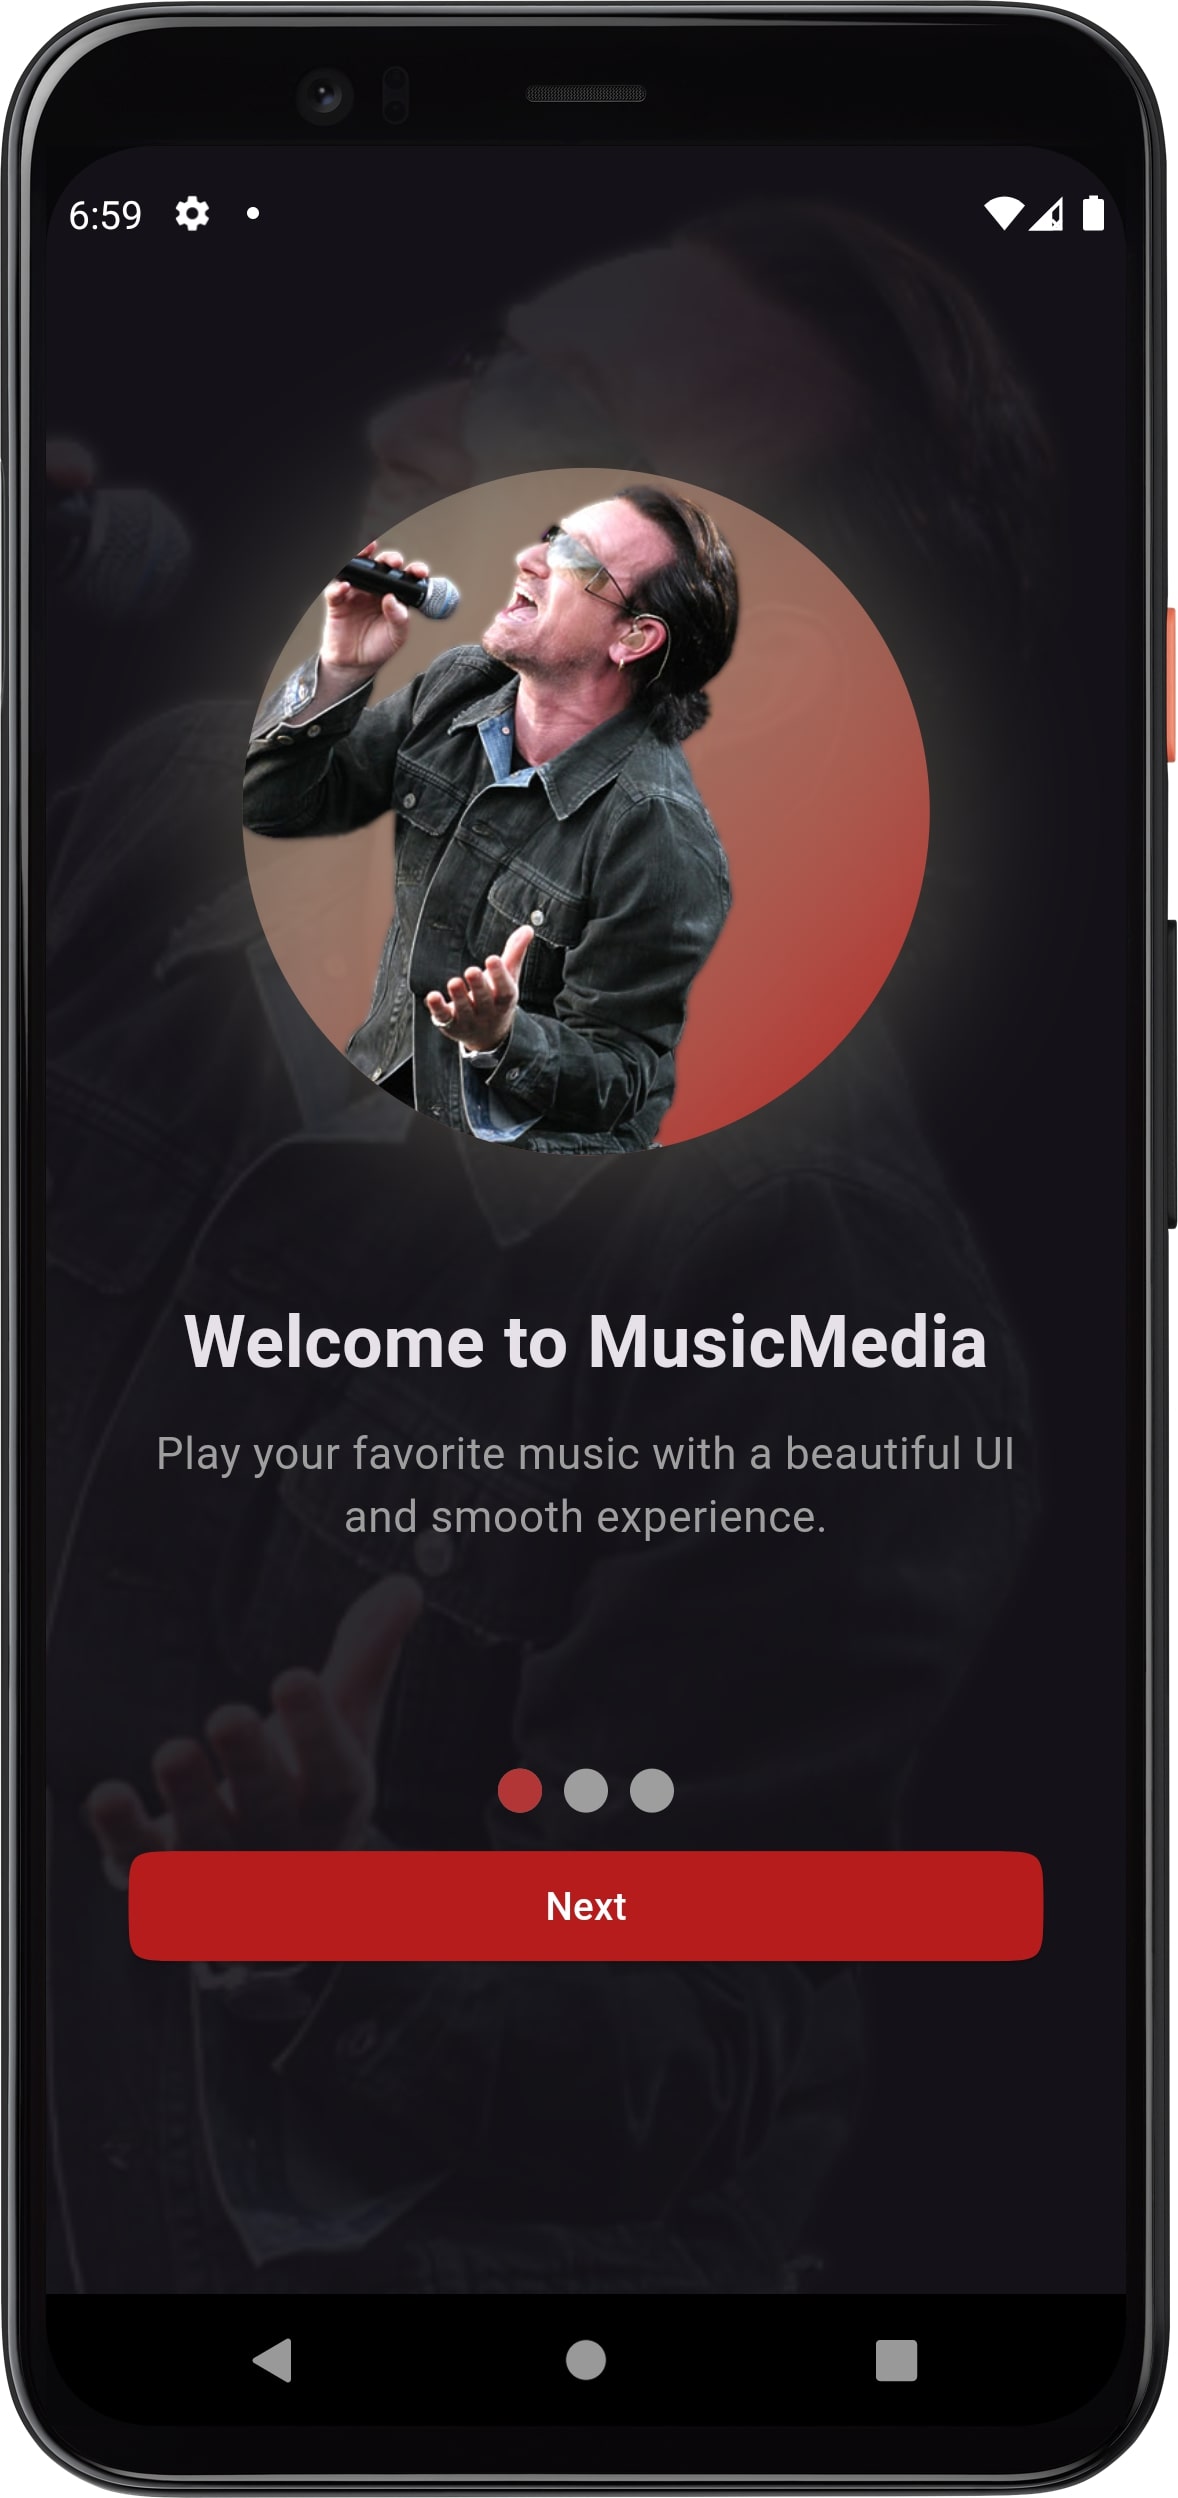 6:59
Welcome to MusicMedia
Play your favorite music with a beautiful UI
and smooth experience.
Next